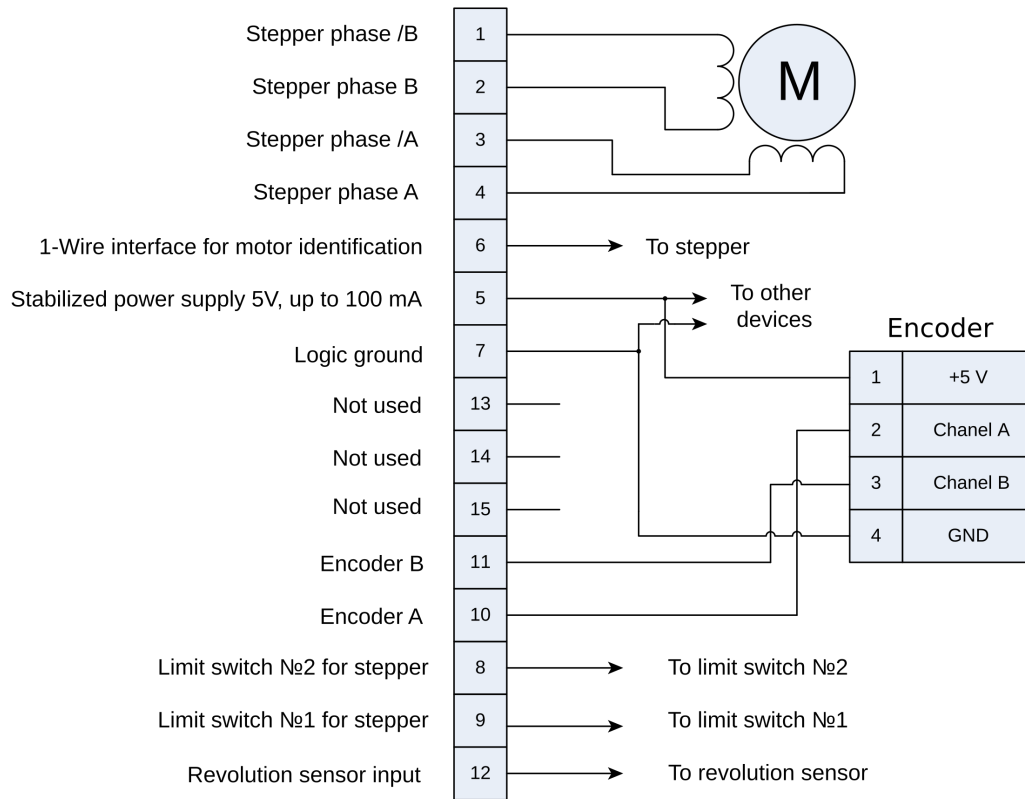 Stepper phase /B 1
Stepper phase B 2
M
Stepper phase /A 3
Stepper phase A 4
1-Wire interface for motor identification 6 To stepper
Stabilized power supply 5V, up to 100 mA 5 To other
devices
Logic ground 7
Encoder
1 +5 V
Not used 13
2 Chanel A
Not used 14
3 Chanel B
Not used 15
4 GND
Encoder B 11
Encoder A 10
Limit switch №2 for stepper 8 To limit switch №2
Limit switch №1 for stepper 9 To limit switch №1
Revolution sensor input 12 To revolution sensor